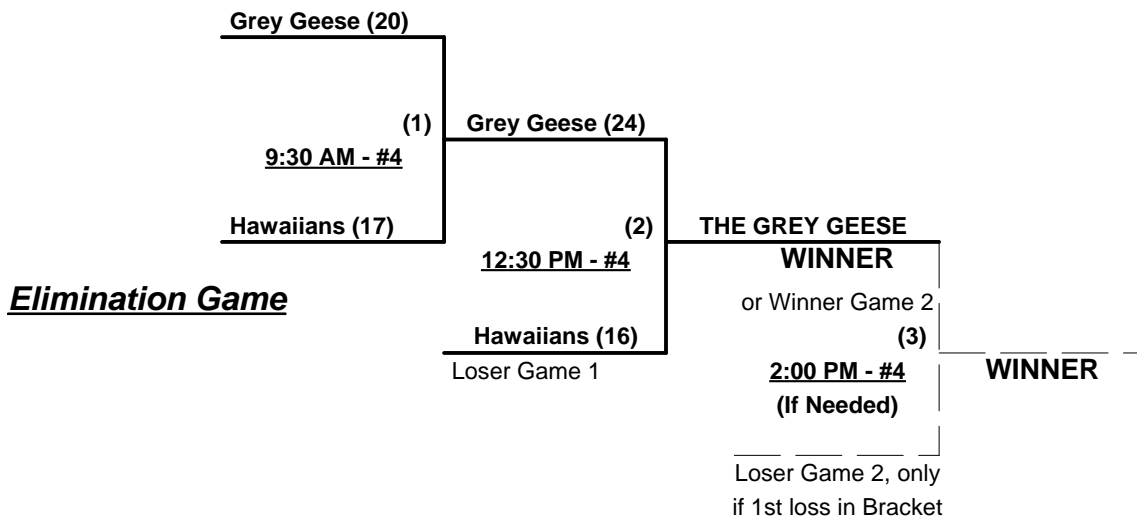 Grey Geese (20)
(1)
Grey Geese (24)
9:30 AM - #4
Hawaiians (17)
(2)
THE GREY GEESE
12:30 PM - #4
WINNER
Elimination Game
or Winner Game 2
Hawaiians (16)
(3)
Loser Game 1
2:00 PM - #4
WINNER
(If Needed)
Loser Game 2, only
if 1st loss in Bracket